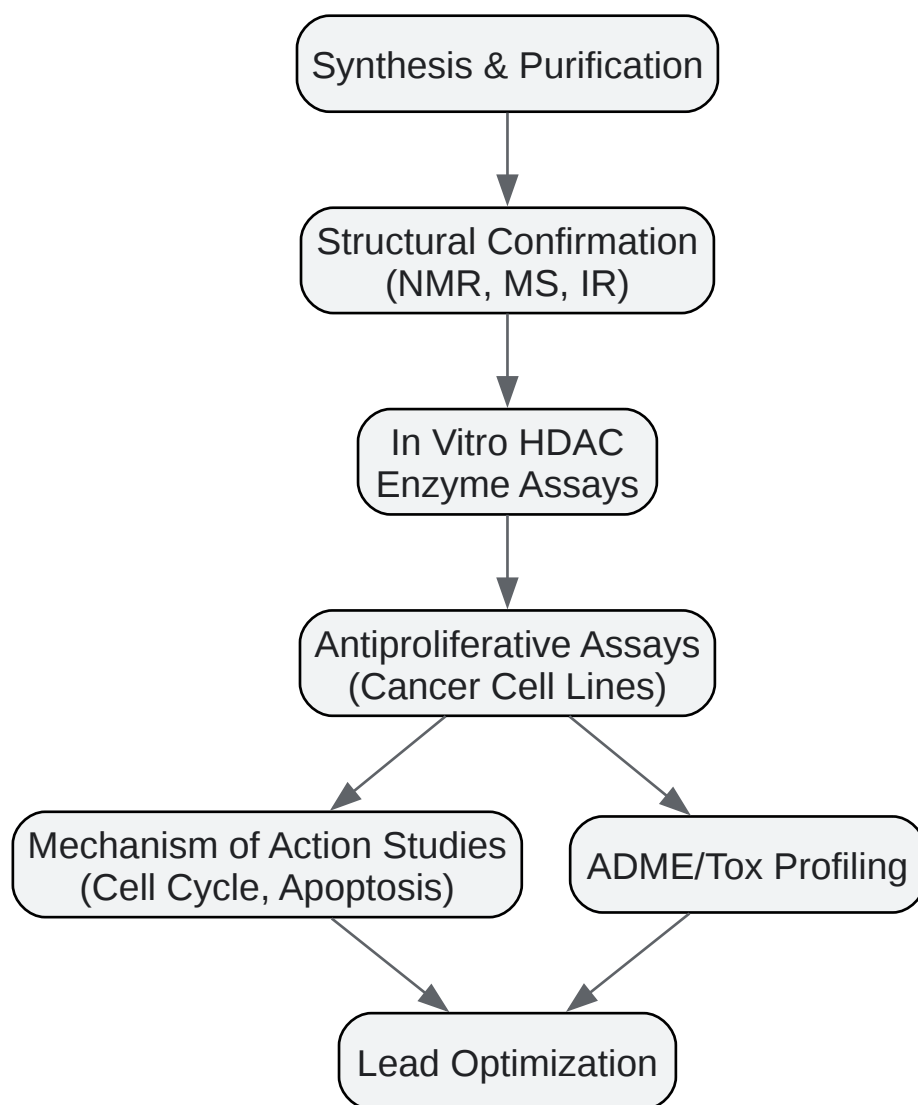 Synthesis & Purification
Structural Confirmation
(NMR, MS, IR)
In Vitro HDAC
Enzyme Assays
Antiproliferative Assays
(Cancer Cell Lines)
Mechanism of Action Studies
(Cell Cycle, Apoptosis)
ADME/Tox Profiling
Lead Optimization